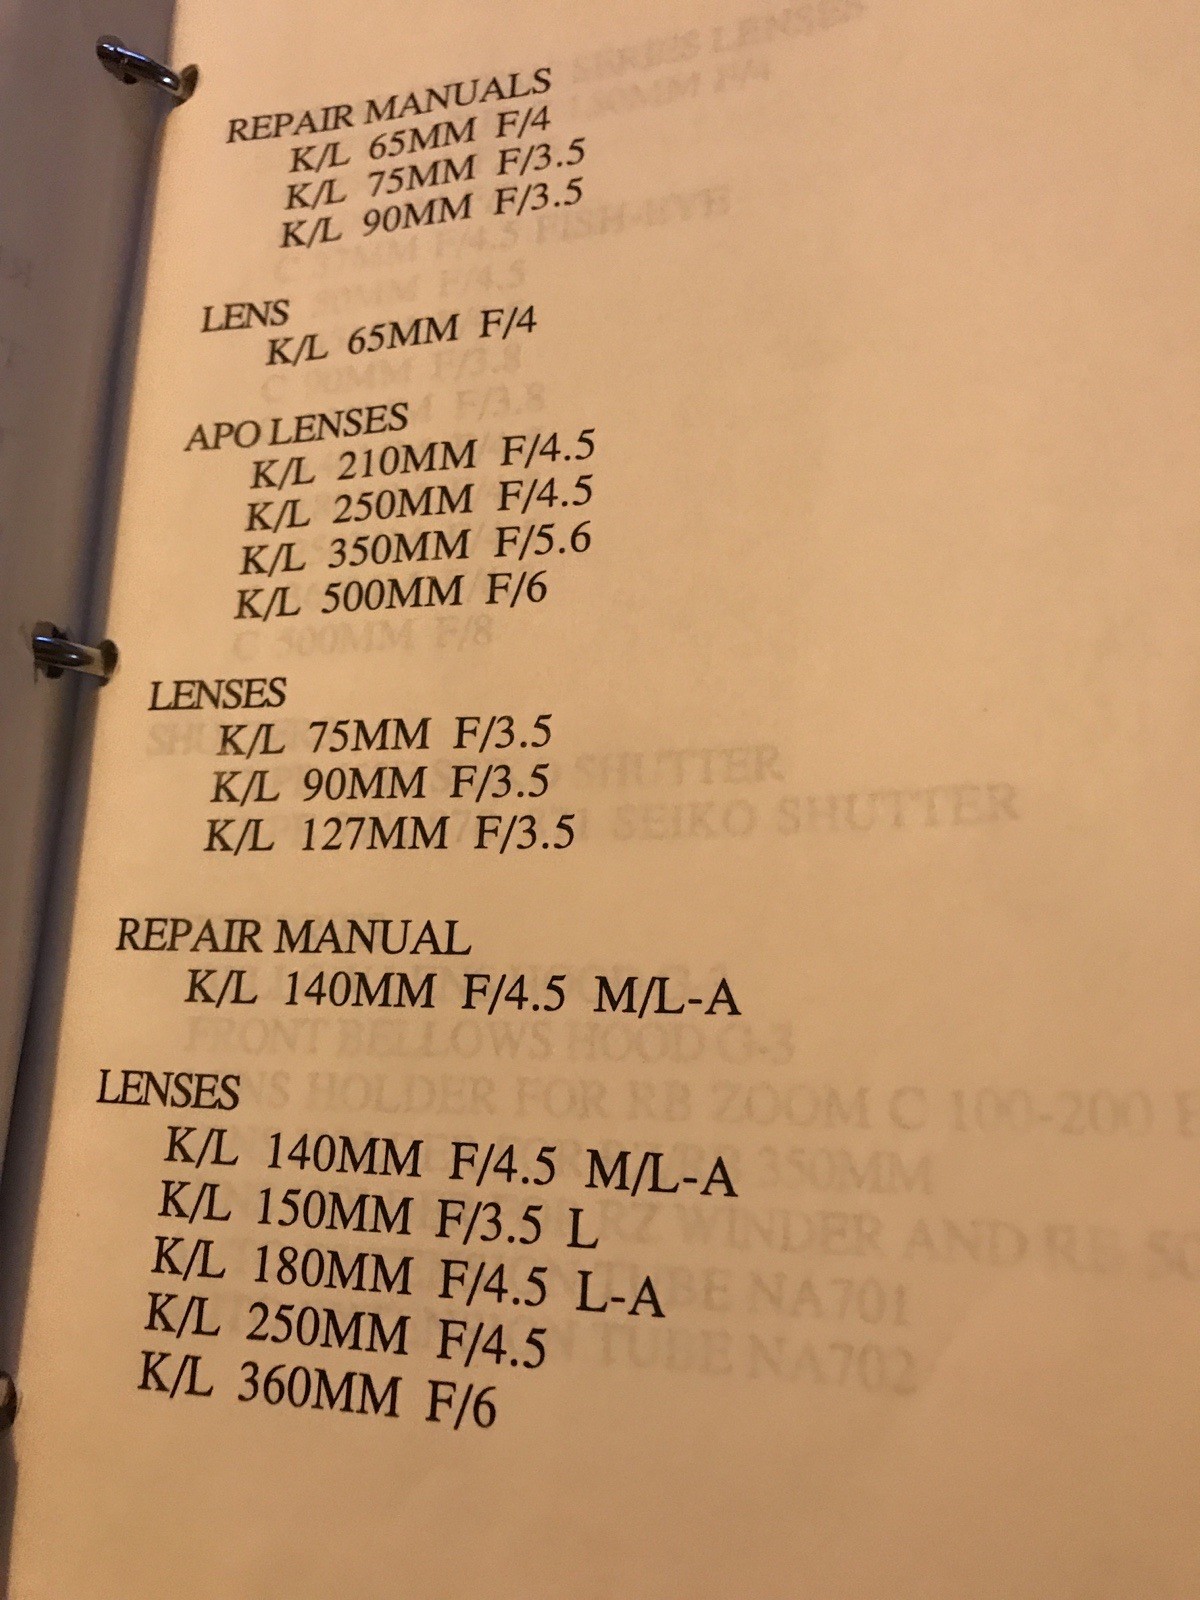 REPAIR MANUALS
K/L 65MM F/4
K/L 75MM F/3.5
K/L 90MM F/3.5
LENS
K/L 65MM F/4
APO LENSES
K/L 210MM F/4.5
K/L 250MM F/4.5
K/L 350MM F/5.6
K/L 500MM F/6
LENSES
K/L 75MM F/3.5
K/L 90MM F/3.5
K/L 127MM F/3.5
REPAIR MANUAL
K/L 140MM F/4.5 M/L-A
LENSES
K/L 140MM F/4.5 M/L-A
K/L 150MM F/3.5 L
K/L 180MM F/4.5 L-A
K/L 250MM F/4.5
K/L 360MM F/6